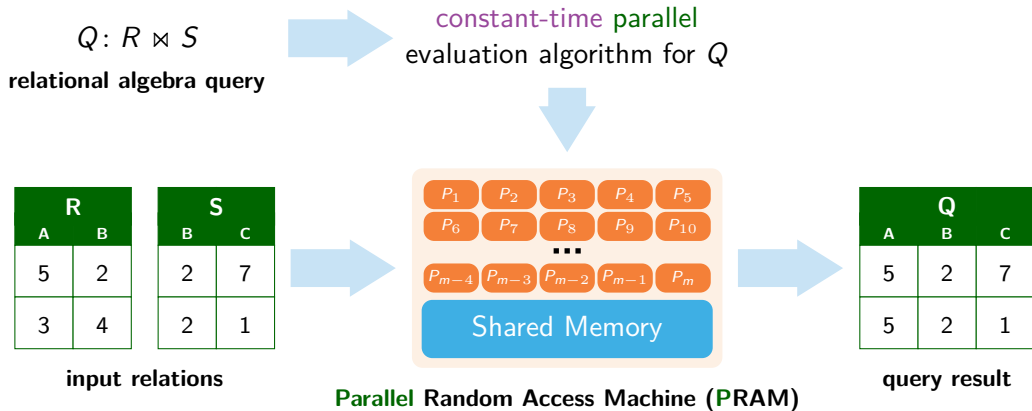 Q: R ⋈ S
relational algebra query
constant-time parallel
evaluation algorithm for Q
R
A B
5 2
3 4
S
B C
2 7
2 1
input relations
P₁ P₂ P₃ P₄ P₅
P₆ P₇ P₈ P₉ P₁₀
...
Pₘ₋₄ Pₘ₋₃ Pₘ₋₂ Pₘ₋₁ Pₘ
Shared Memory
Parallel Random Access Machine (PRAM)
Q
A B C
5 2 7
5 2 1
query result